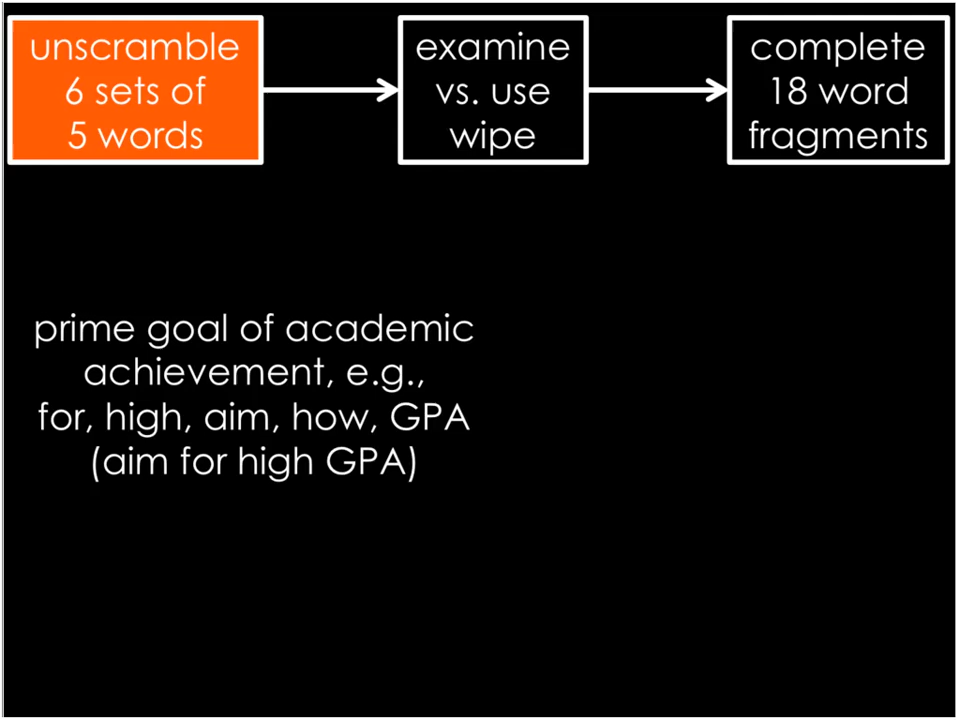 unscramble
6 sets of
5 words
examine
vs. use
wipe
complete
18 word
fragments
prime goal of academic
achievement, e.g.,
for, high, aim, how, GPA
(aim for high GPA)